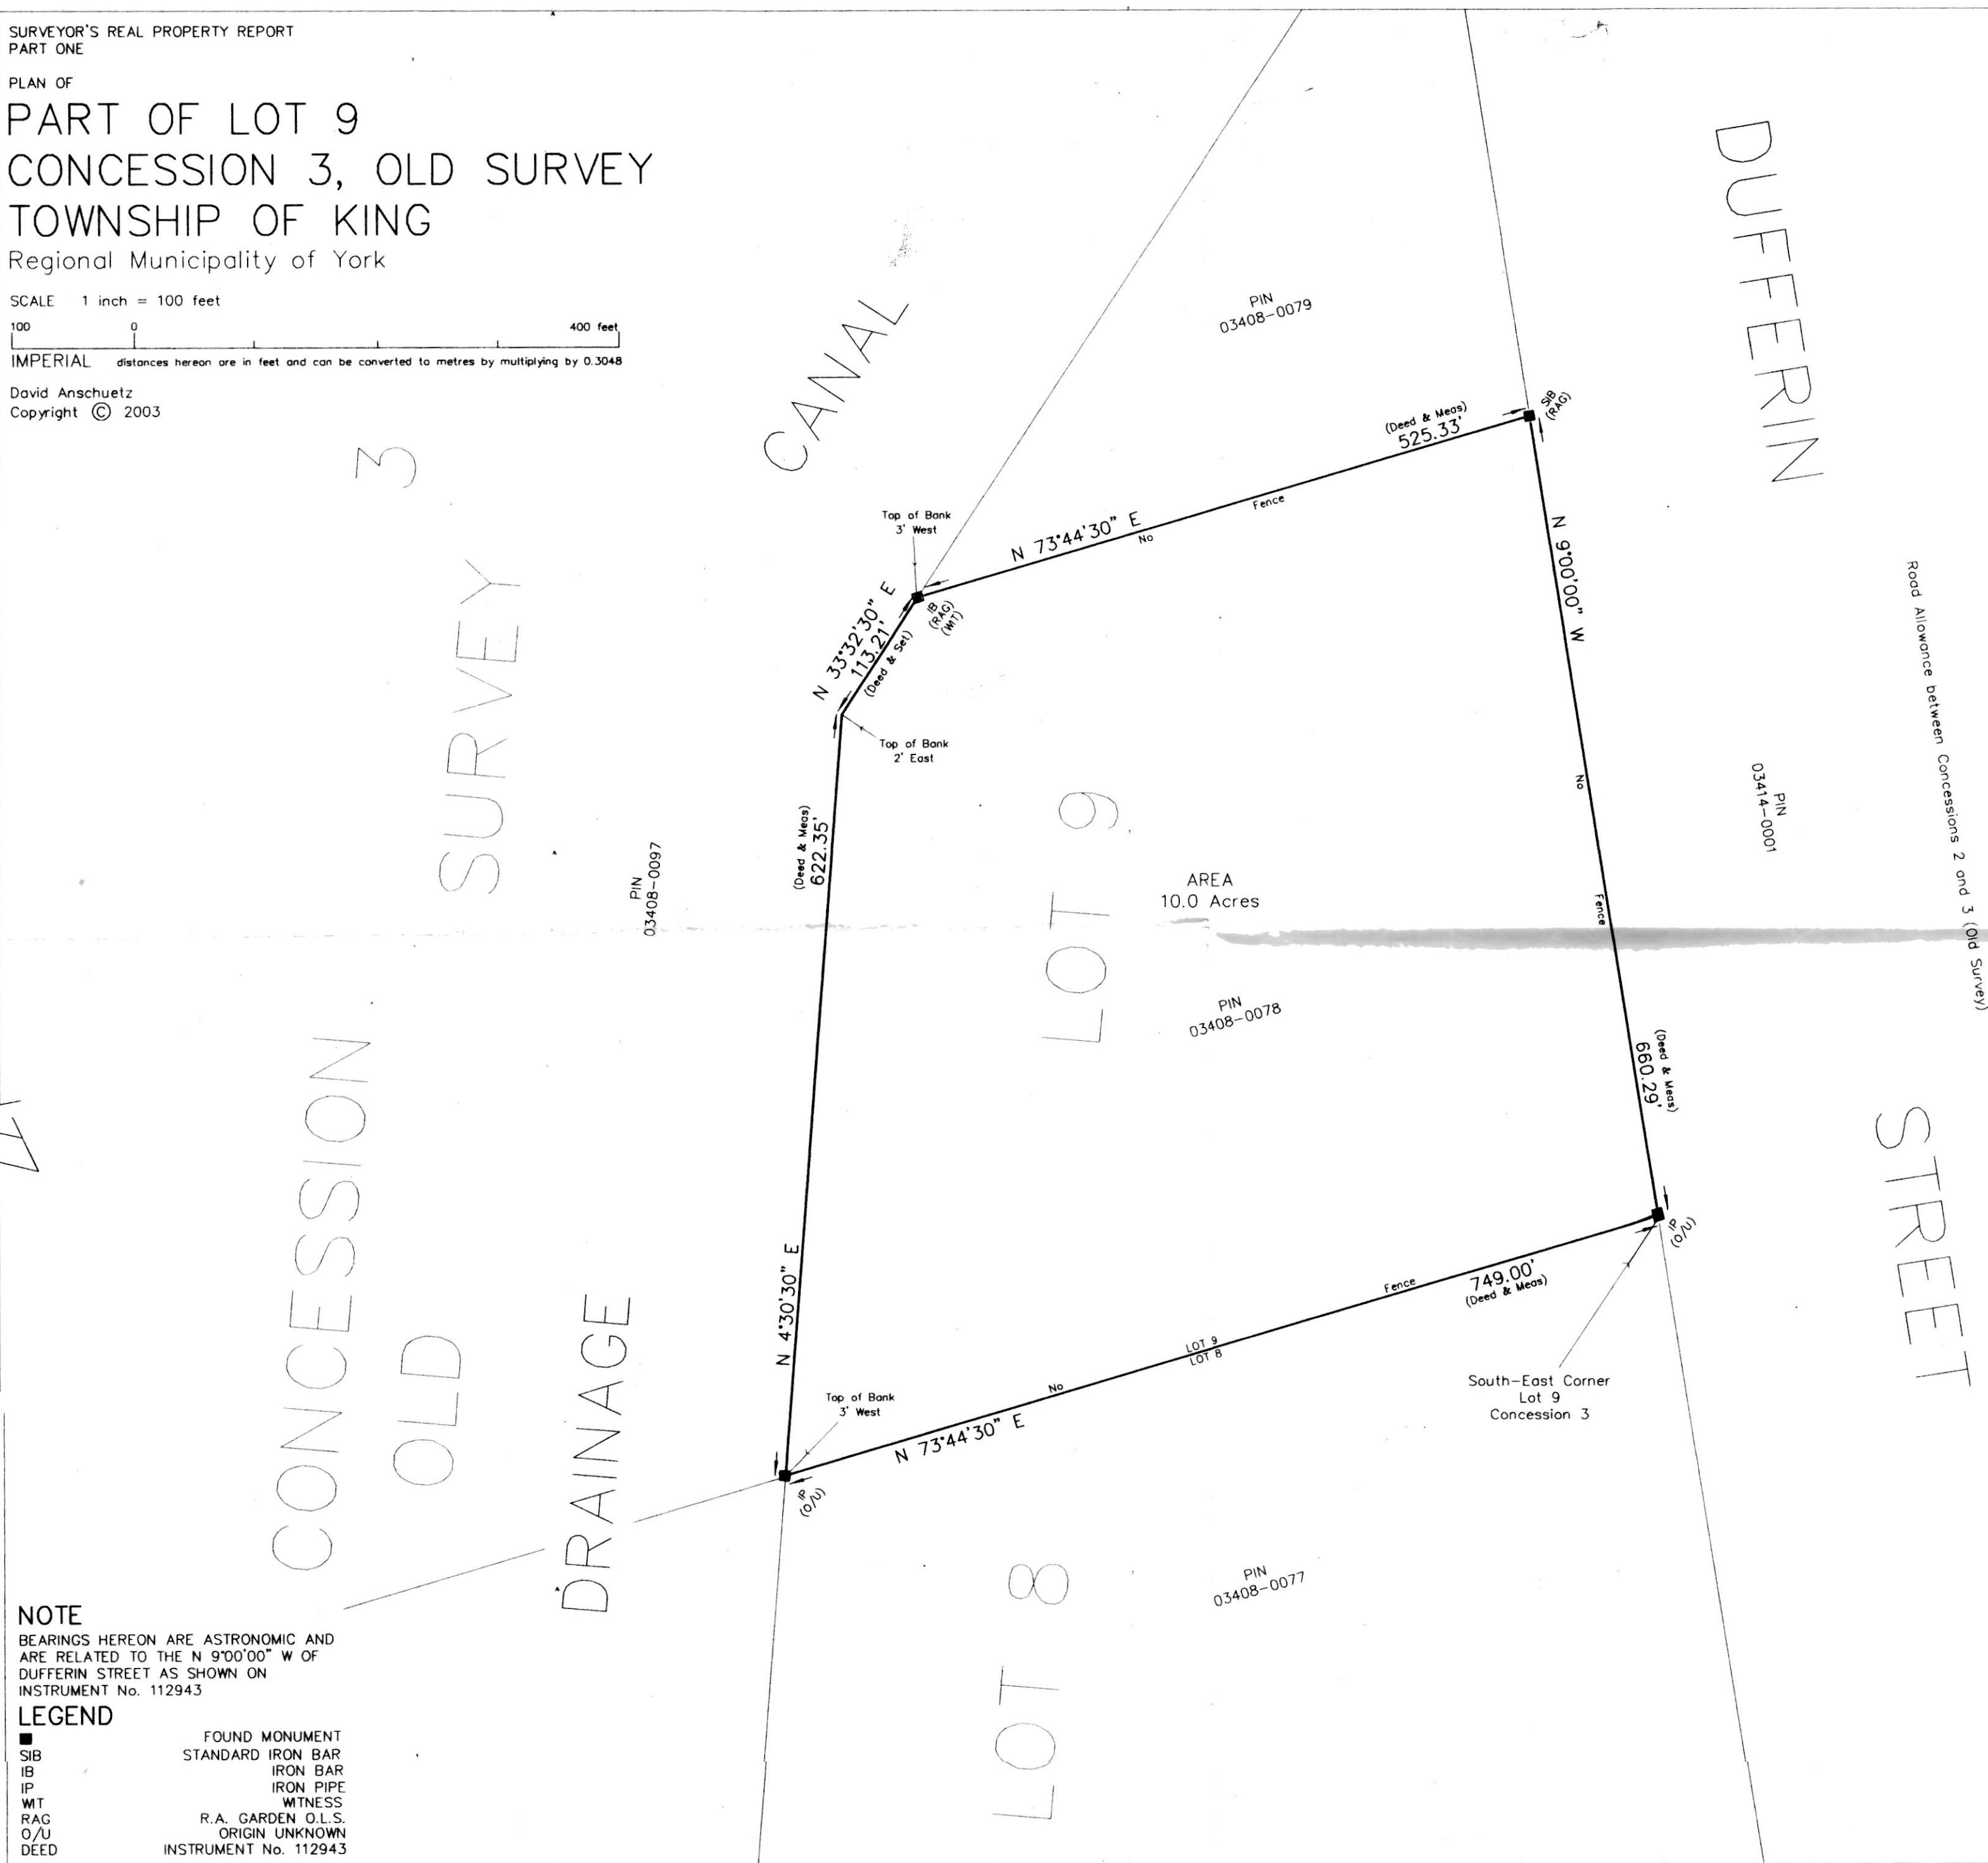 SURVEYOR'S REAL PROPERTY REPORT
PART ONE
PLAN OF
PART OF LOT 9
CONCESSION 3, OLD SURVEY
TOWNSHIP OF KING
Regional Municipality of York
SCALE 1 inch = 100 feet
100 0 400 feet
IMPERIAL distances hereon are in feet and can be converted to metres by multiplying by 0.3048
David Anschuetz
Copyright © 2003
CONCESSION 3
OLD SURVEY
DRAINAGE CANAL
DUFFERIN STREET
Road Allowance between Concessions 2 and 3 (Old Survey)
PIN
03408-0079
(Deed & Meas)
525.33'
SIB
(RAG)
N 73°44'30" E
No Fence
Top of Bank
3' West
IB
(RAG)
(WIT)
N 33°32'30" E
113.21'
(Deed & Set)
Top of Bank
2' East
N 9°00'00" W
No Fence
(Deed & Meas)
660.29'
PIN
03414-0001
(Deed & Meas)
622.35'
N 4°30'30" E
PIN
03408-0097
LOT 9
AREA
10.0 Acres
PIN
03408-0078
IP
(O/U)
749.00'
(Deed & Meas)
No Fence
LOT 9
LOT 8
N 73°44'30" E
South-East Corner
Lot 9
Concession 3
Top of Bank
3' West
IP
(O/U)
LOT 8
PIN
03408-0077
NOTE
BEARINGS HEREON ARE ASTRONOMIC AND
ARE RELATED TO THE N 9°00'00" W OF
DUFFERIN STREET AS SHOWN ON
INSTRUMENT No. 112943
LEGEND
■ FOUND MONUMENT
SIB STANDARD IRON BAR
IB IRON BAR
IP IRON PIPE
WIT WITNESS
RAG R.A. GARDEN O.L.S.
O/U ORIGIN UNKNOWN
DEED INSTRUMENT No. 112943